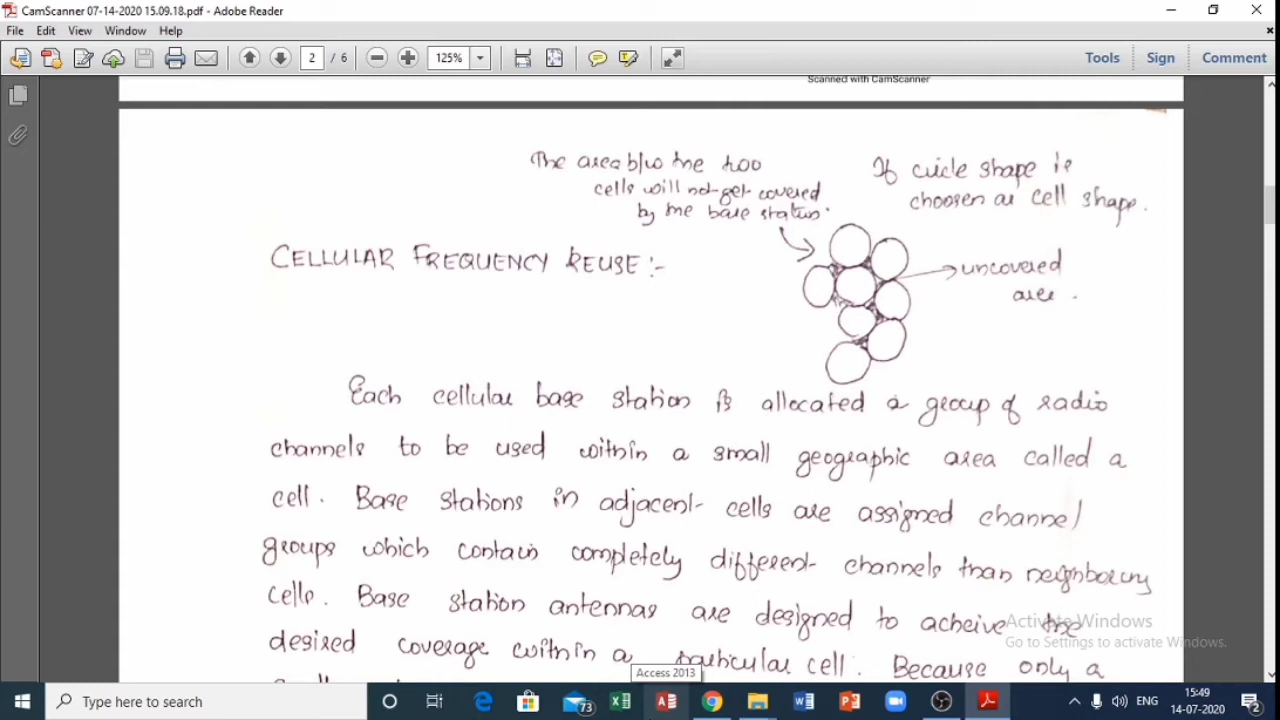 CamScanner 07-14-2020 15.09.18.pdf - Adobe Reader
File Edit View Window Help
2 / 6 125% Tools Sign Comment
Scanned with CamScanner
The area b/w the two
cells will not get covered
by the base station.
If circle shape is
choosen as cell shape.
CELLULAR FREQUENCY REUSE :-
uncovered
area.
Each cellular base station is allocated a group of radio
channels to be used within a small geographic area called a
cell. Base stations in adjacent cells are assigned channel
groups which contain completely different channels than neighboring
cells. Base station antennas are designed to acheive the
desired coverage within a particular cell. Because only a
Activate Windows
Go to Settings to activate Windows.
Access 2013
Type here to search
73
ENG
15:49
14-07-2020
2